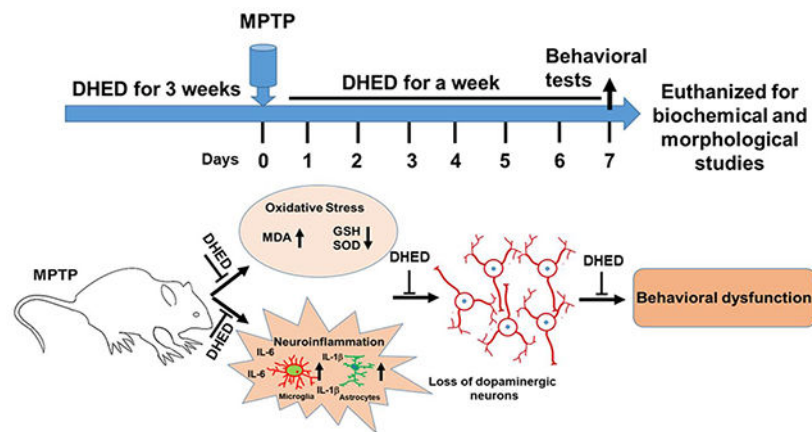 MPTP
DHED for 3 weeks
DHED for a week
Behavioral
tests
Euthanized for
biochemical and
morphological
studies
Days 0 1 2 3 4 5 6 7
Oxidative Stress
MDA
GSH
SOD
MPTP
DHED
DHED
DHED
DHED
Neuroinflammation
IL-6
IL-6
IL-1β
IL-1β
Microglia
Astrocytes
Loss of dopaminergic
neurons
Behavioral dysfunction